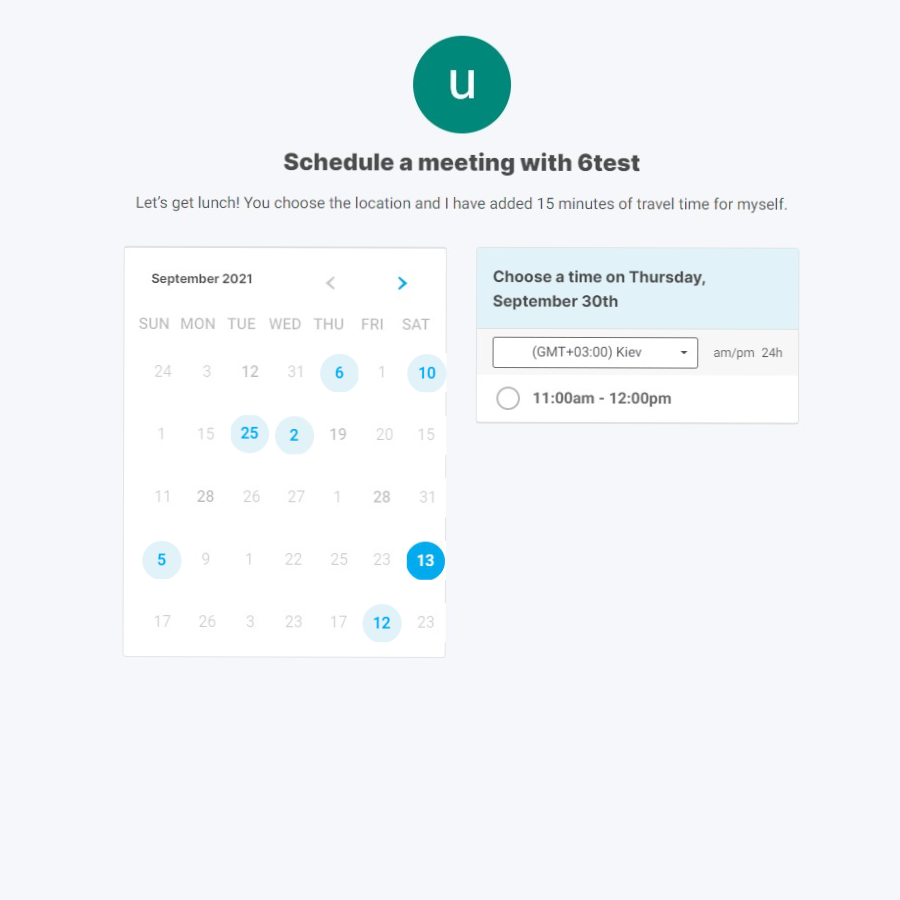 u
Schedule a meeting with 6test
Let's get lunch! You choose the location and I have added 15 minutes of travel time for myself.
September 2021
SUN MON TUE WED THU FRI SAT
24 3 12 31 6 1 10
1 15 25 2 19 20 15
11 28 26 27 1 28 31
5 9 1 22 25 23 13
17 26 3 23 17 12 23
Choose a time on Thursday,
September 30th
(GMT+03:00) Kiev am/pm 24h
11:00am - 12:00pm